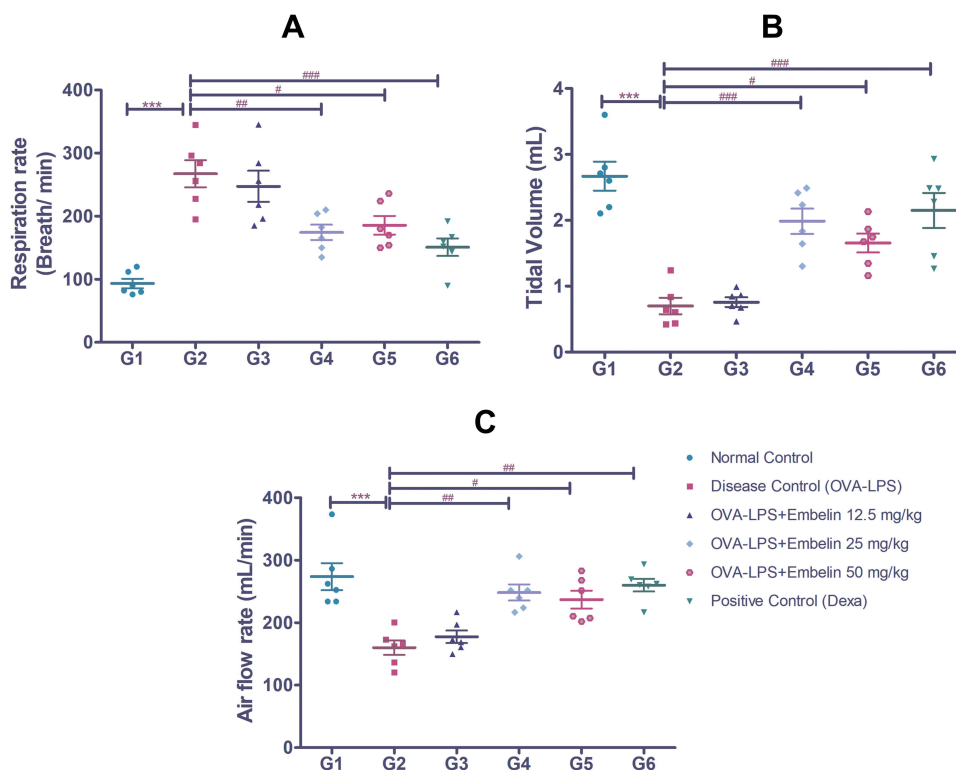 A
###
#
***
##
Respiration rate
(Breath/ min)
400
300
200
100
0
G1 G2 G3 G4 G5 G6
B
###
#
***
###
Tidal Volume (mL)
4
3
2
1
0
G1 G2 G3 G4 G5 G6
C
##
#
***
##
Air flow rate (mL/min)
400
300
200
100
0
G1 G2 G3 G4 G5 G6
Normal Control
Disease Control (OVA-LPS)
OVA-LPS+Embelin 12.5 mg/kg
OVA-LPS+Embelin 25 mg/kg
OVA-LPS+Embelin 50 mg/kg
Positive Control (Dexa)